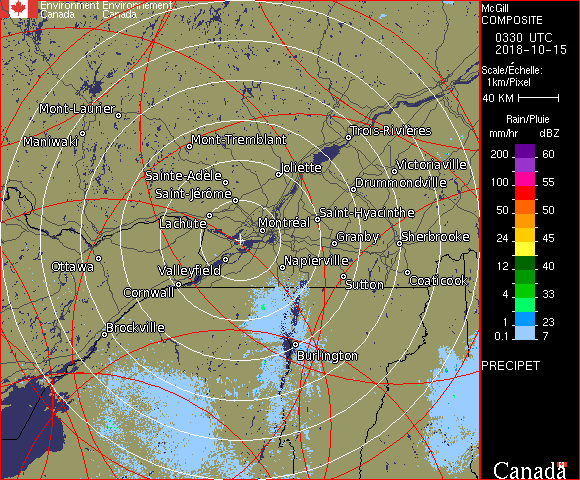 Environment Environnement
Canada Canada
McGill
COMPOSITE
0330 UTC
2018-10-15
Scale/Échelle:
1km/Pixel
40 KM
Rain/Pluie
mm/hr dBZ
200 60
150 57
100 55
50 50
24 45
12 40
4 33
1 23
0.1 7
PRECIPET
Canada
Mont-Laurier
Maniwaki
Mont-Tremblant
Trois-Rivières
Joliette
Victoriaville
Sainte-Adèle
Drummondville
Saint-Jérôme
Saint-Hyacinthe
Lachute
Montréal
Granby
Sherbrooke
Ottawa
Valleyfield
Napierville
Cornwall
Sutton
Coaticook
Brockville
Burlington